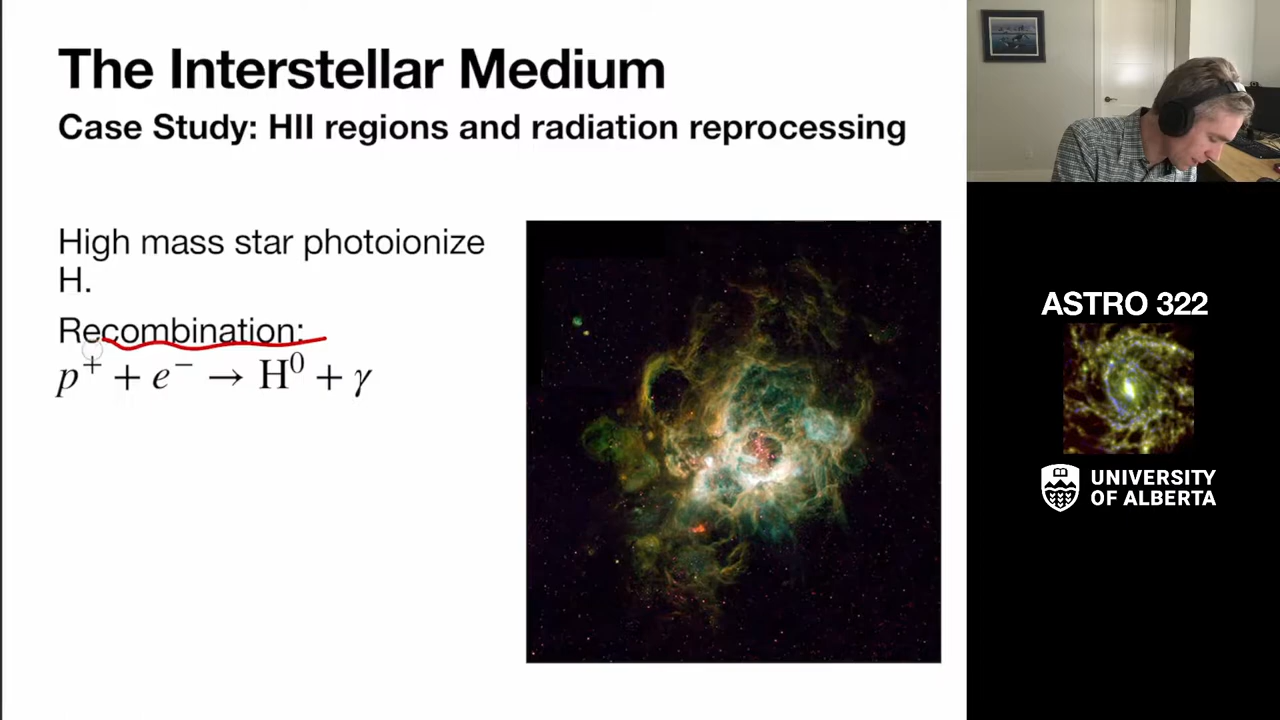 The Interstellar Medium
Case Study: HII regions and radiation reprocessing
High mass star photoionize
H.
Recombination:
p⁺ + e⁻ → H⁰ + γ
ASTRO 322
UNIVERSITY
OF ALBERTA